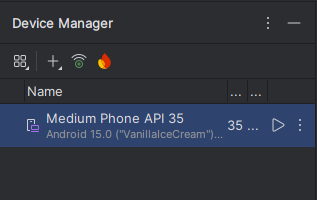 Device Manager
Name ... ...
Medium Phone API 35
35 ...
Android 15.0 ("VanillaIceCream")...